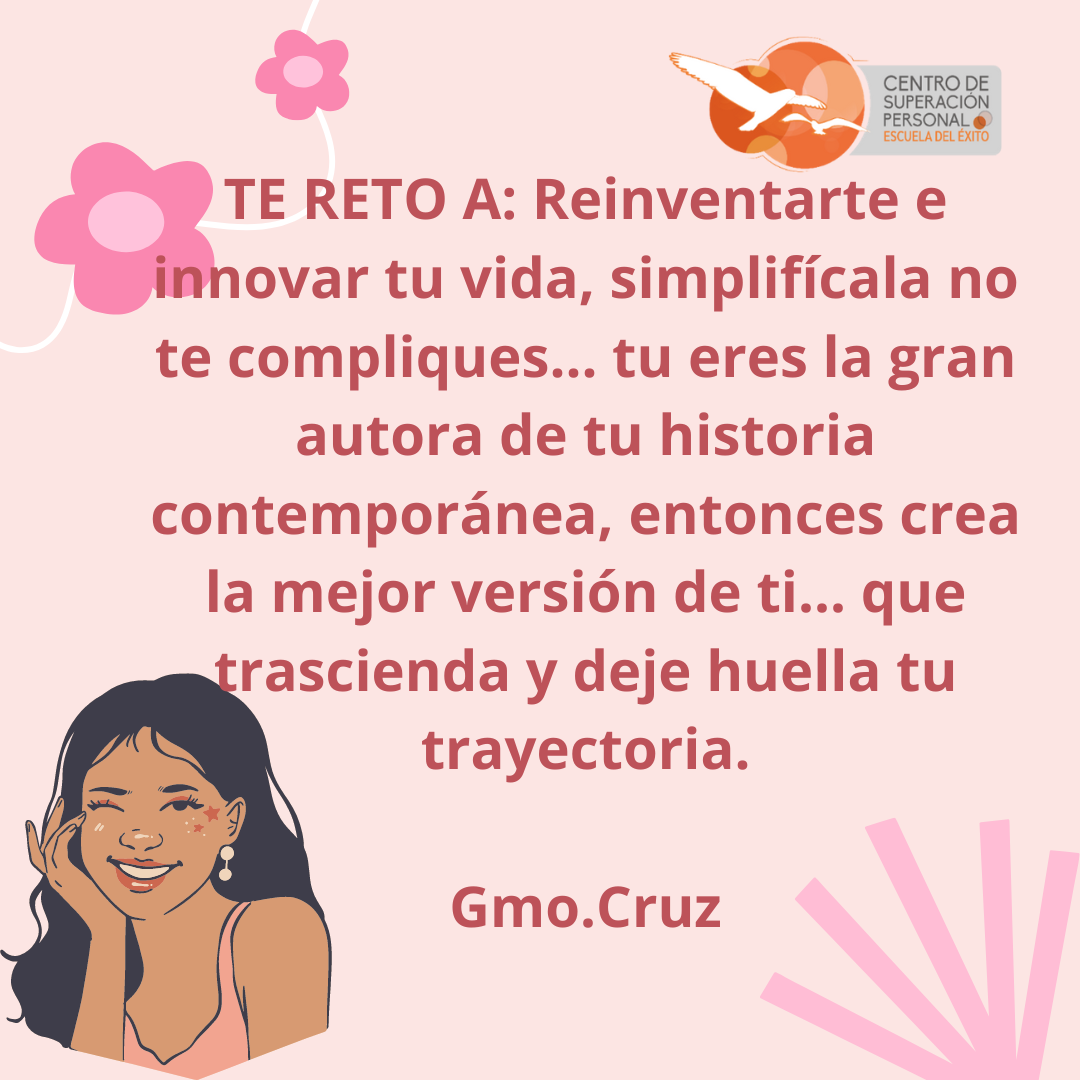 CENTRO DE
SUPERACIÓN
PERSONAL
ESCUELA DEL ÉXITO
TE RETO A: Reinventarte e
innovar tu vida, simplifícala no
te compliques... tu eres la gran
autora de tu historia
contemporánea, entonces crea
la mejor versión de ti... que
trascienda y deje huella tu
trayectoria.
Gmo.Cruz